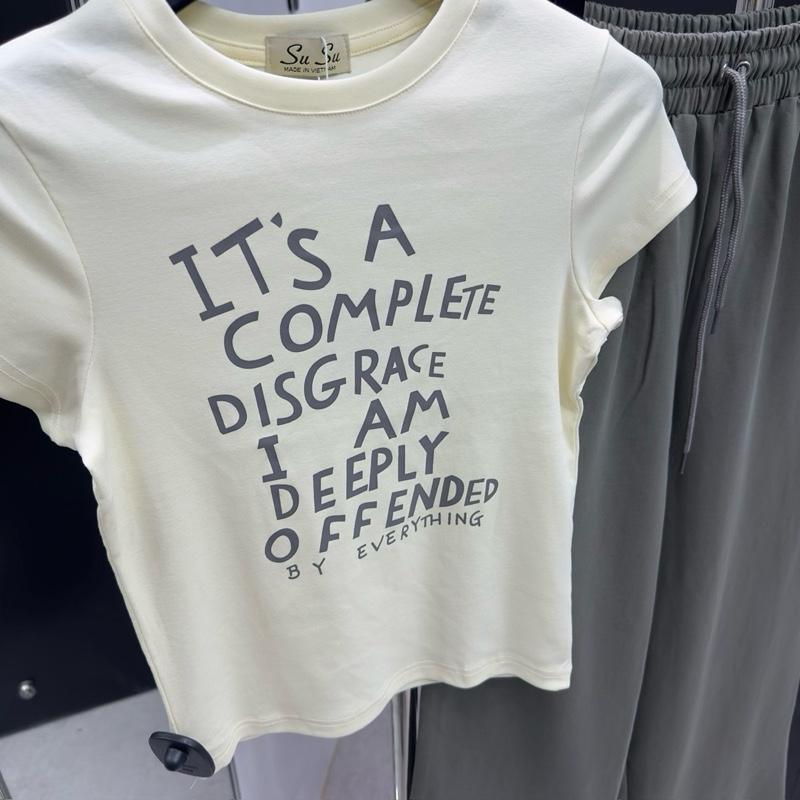 Su Su
MADE IN VIETNAM
IT'S A
COMPLETE
DISGRACE
I AM
DEEPLY
OFFENDED
BY EVERYTHING